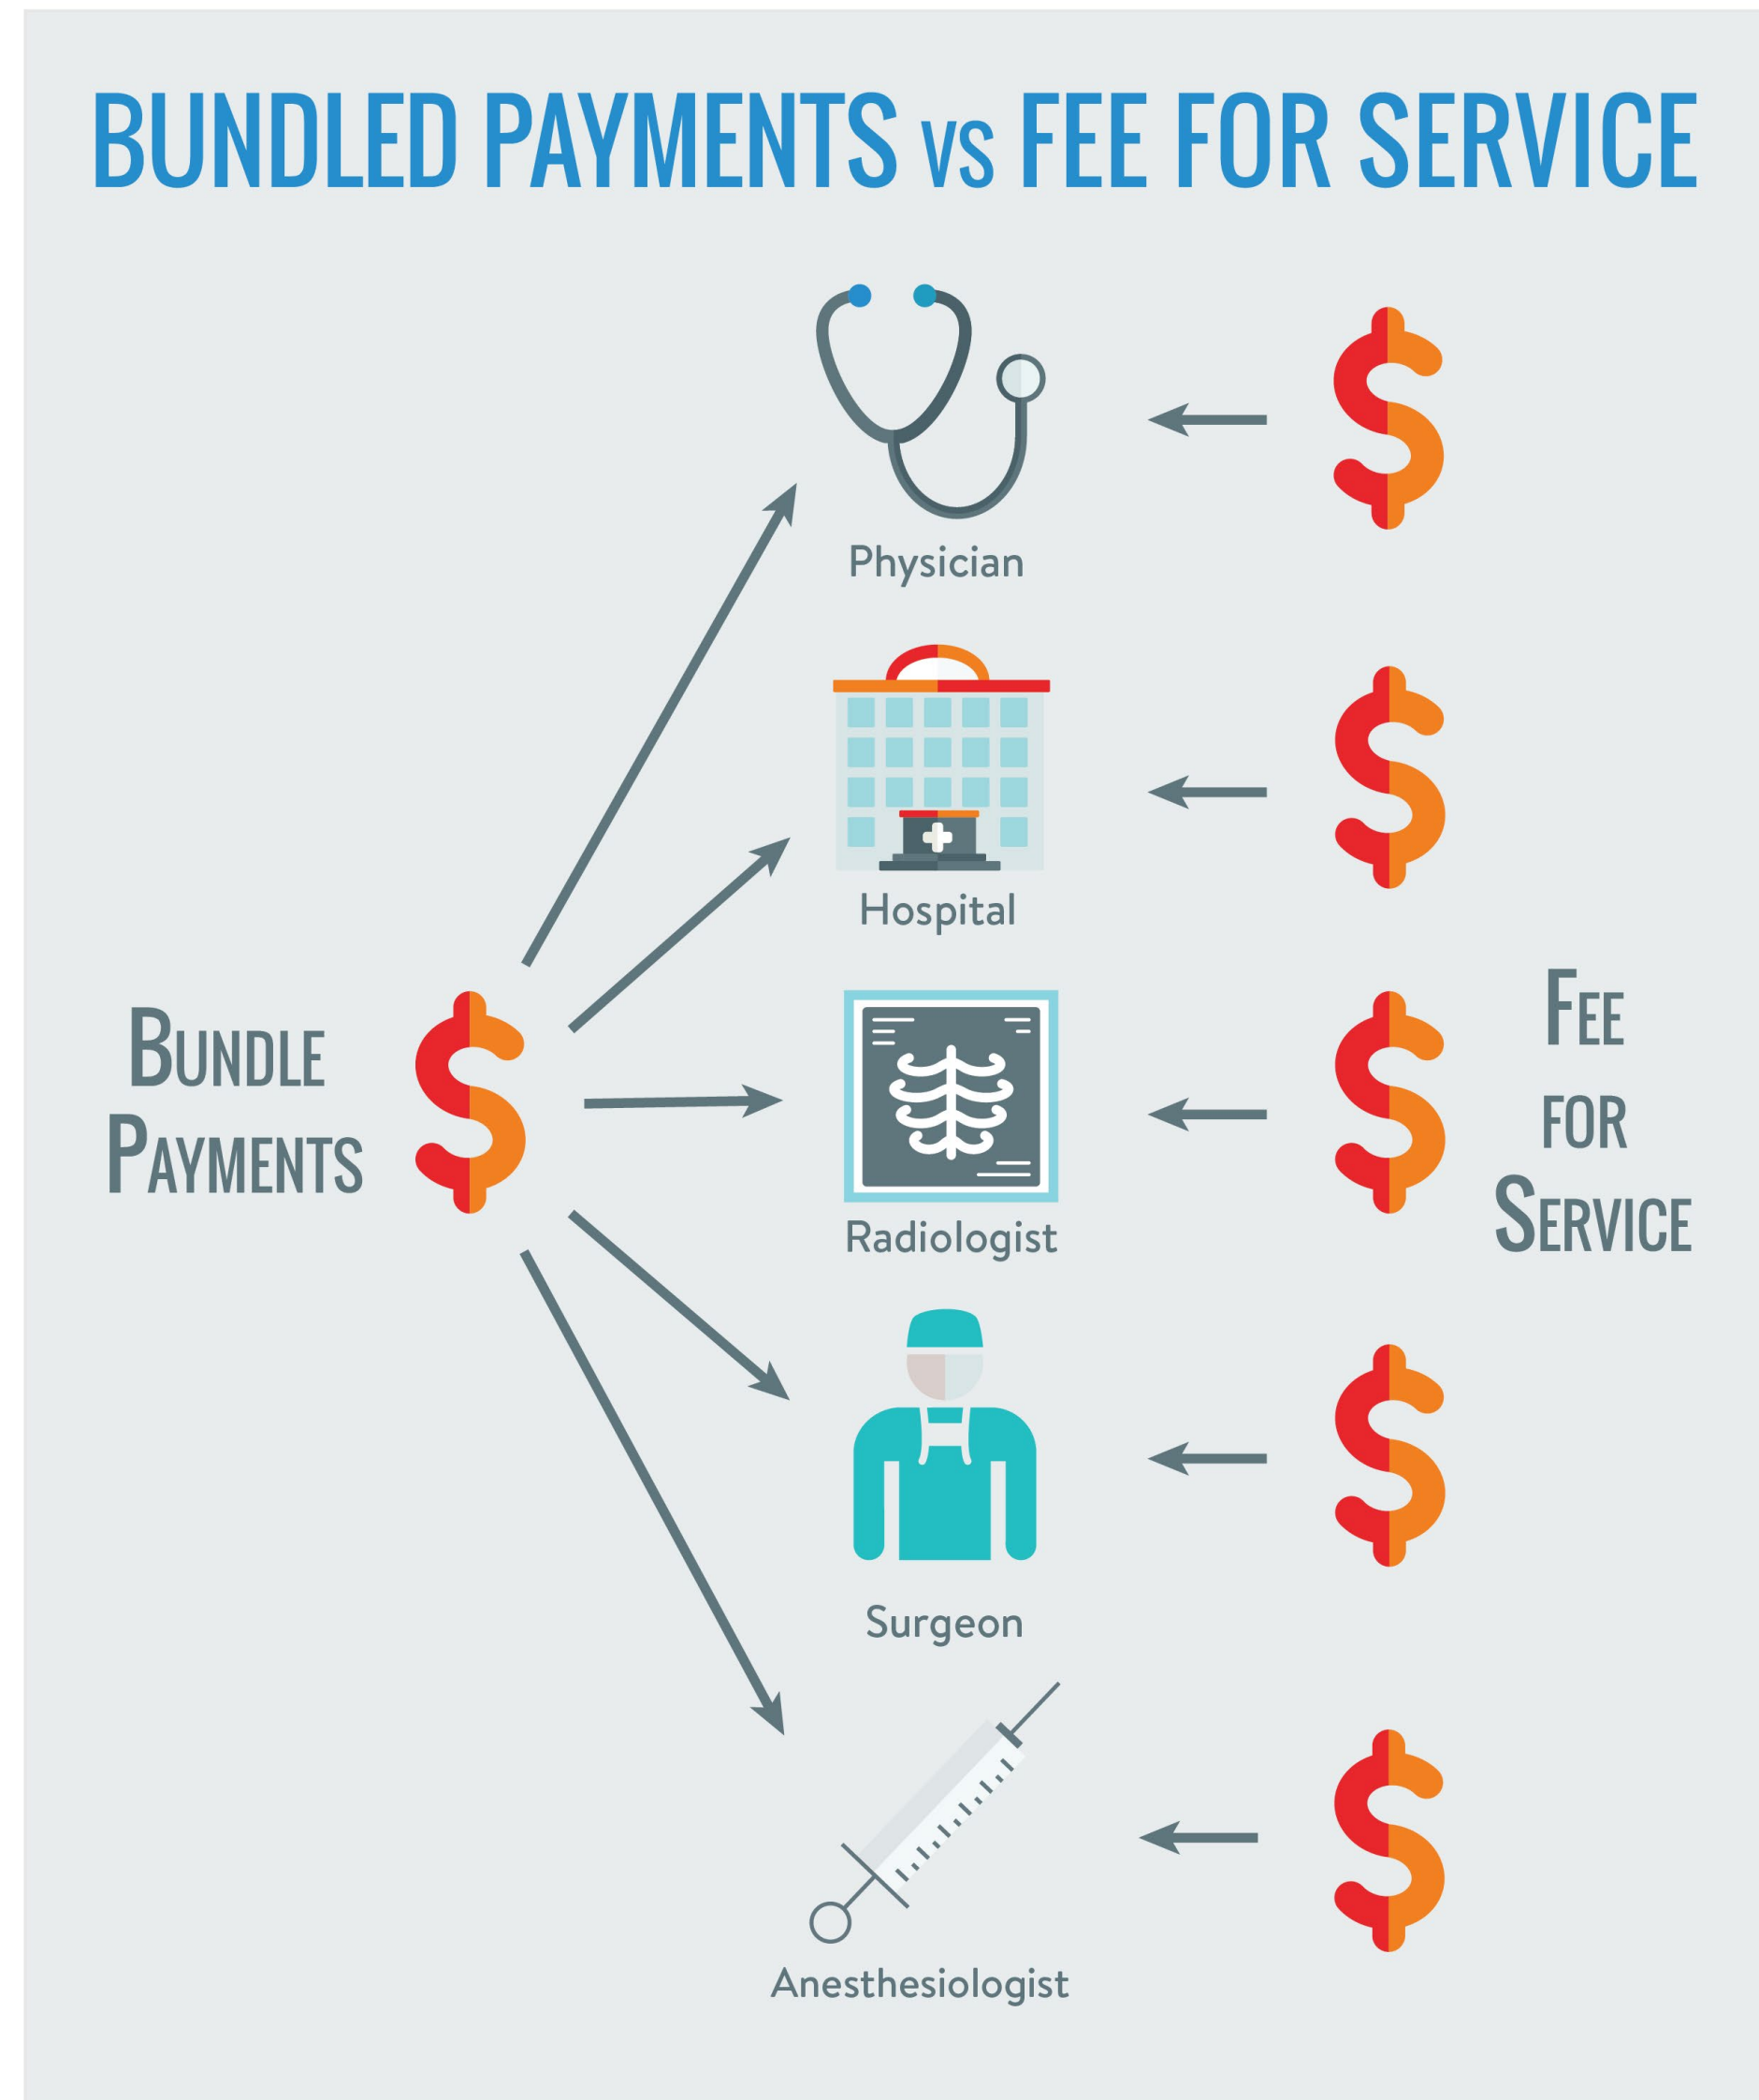 BUNDLED PAYMENTS VS FEE FOR SERVICE
Physician
Hospital
BUNDLE
PAYMENTS
FEE
FOR
SERVICE
Radiologist
Surgeon
Anesthesiologist